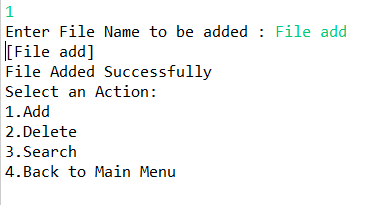 1
Enter File Name to be added : File add
[File add]
File Added Successfully
Select an Action:
1.Add
2.Delete
3.Search
4.Back to Main Menu